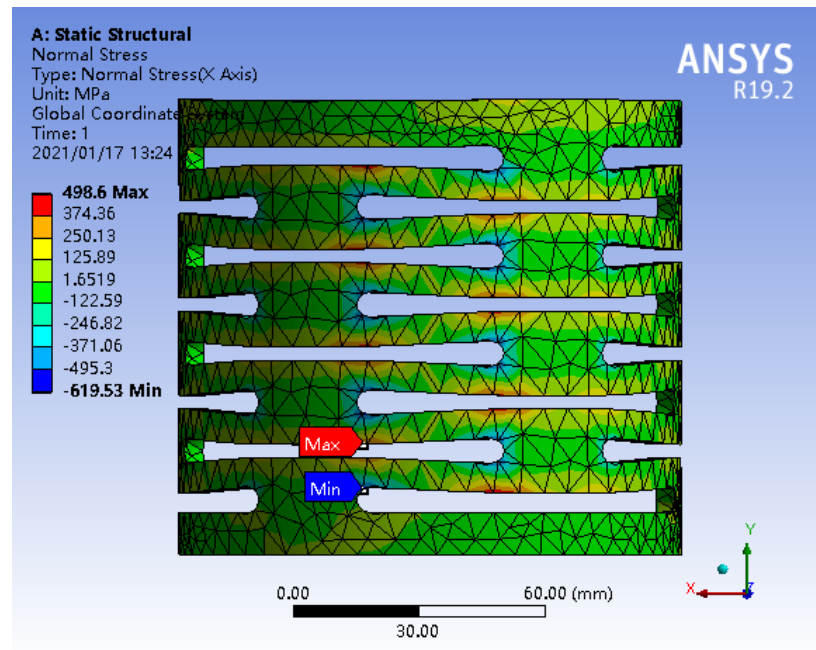 A: Static Structural
Normal Stress
Type: Normal Stress(X Axis)
Unit: MPa
Global Coordinate System
Time: 1
2021/01/17 13:24
ANSYS
R19.2
498.6 Max
374.36
250.13
125.89
1.6519
-122.59
-246.82
-371.06
-495.3
-619.53 Min
Max
Min
0.00
60.00 (mm)
30.00
Y
X
Z